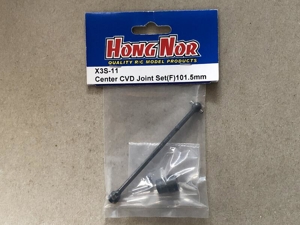 HONG NOR
QUALITY R/C MODEL PRODUCTS
X3S-11
Center CVD Joint Set(F)101.5mm